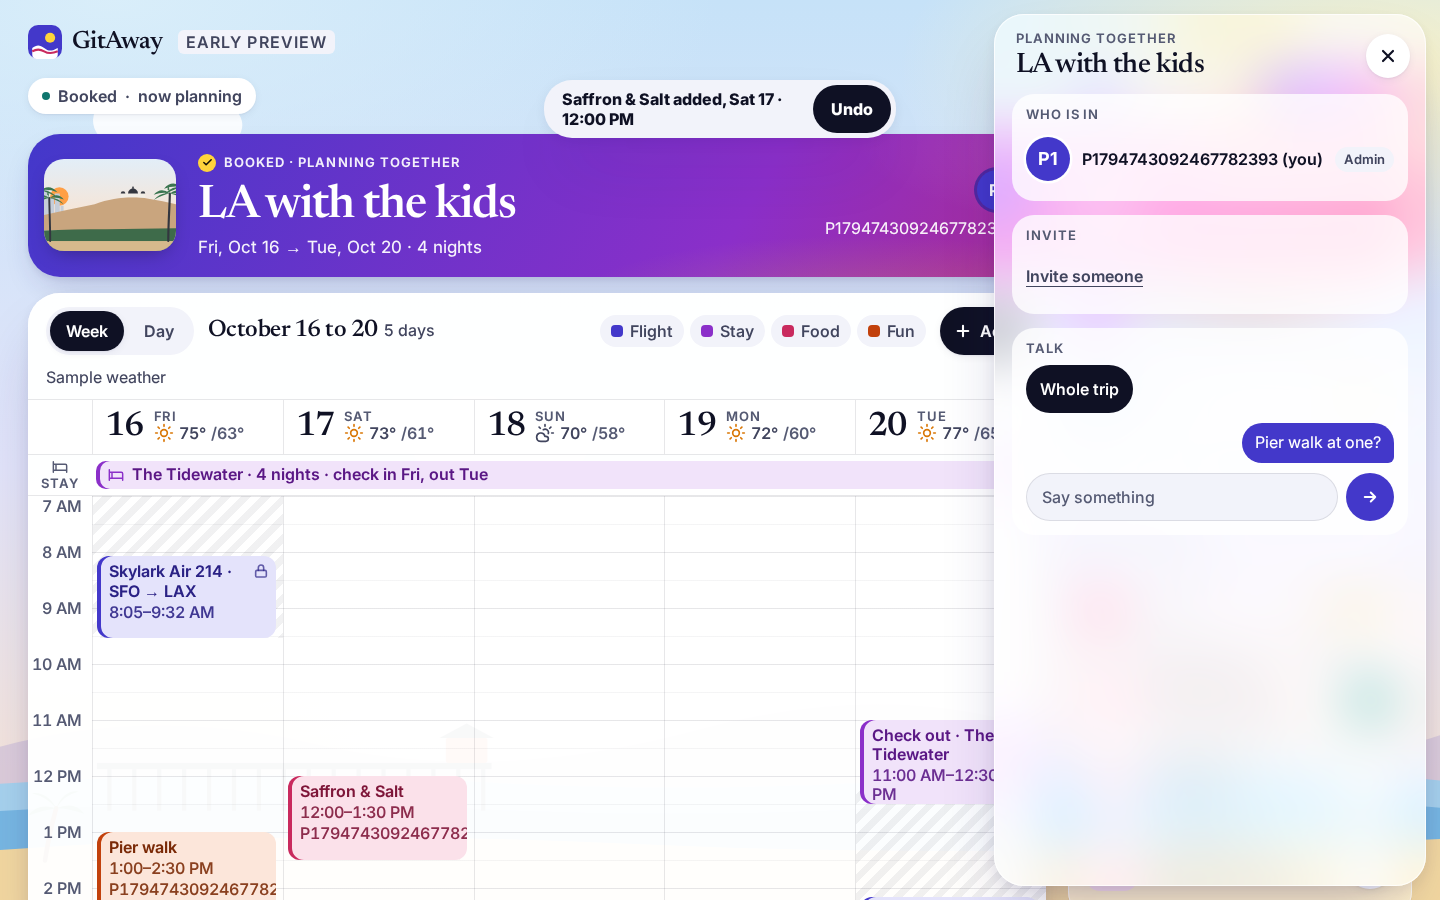 GitAway EARLY PREVIEW
Booked · now planning
Saffron & Salt added, Sat 17 ·
12:00 PM
Undo
BOOKED · PLANNING TOGETHER
LA with the kids
Fri, Oct 16 → Tue, Oct 20 · 4 nights
P17947430924677823
Week
Day
October 16 to 20 5 days
Flight
Stay
Food
Fun
Sample weather
16 FRI 75° /63°
17 SAT 73° /61°
18 SUN 70° /58°
19 MON 72° /60°
20 TUE 77° /65
STAY
The Tidewater · 4 nights · check in Fri, out Tue
7 AM
8 AM
9 AM
10 AM
11 AM
12 PM
1 PM
2 PM
Skylark Air 214 ·
SFO → LAX
8:05–9:32 AM
Pier walk
1:00–2:30 PM
P1794743092467782
Saffron & Salt
12:00–1:30 PM
P1794743092467782
Check out · The
Tidewater
11:00 AM–12:30
PM
PLANNING TOGETHER
LA with the kids
WHO IS IN
P1
P1794743092467782393 (you)
Admin
INVITE
Invite someone
TALK
Whole trip
Pier walk at one?
Say something